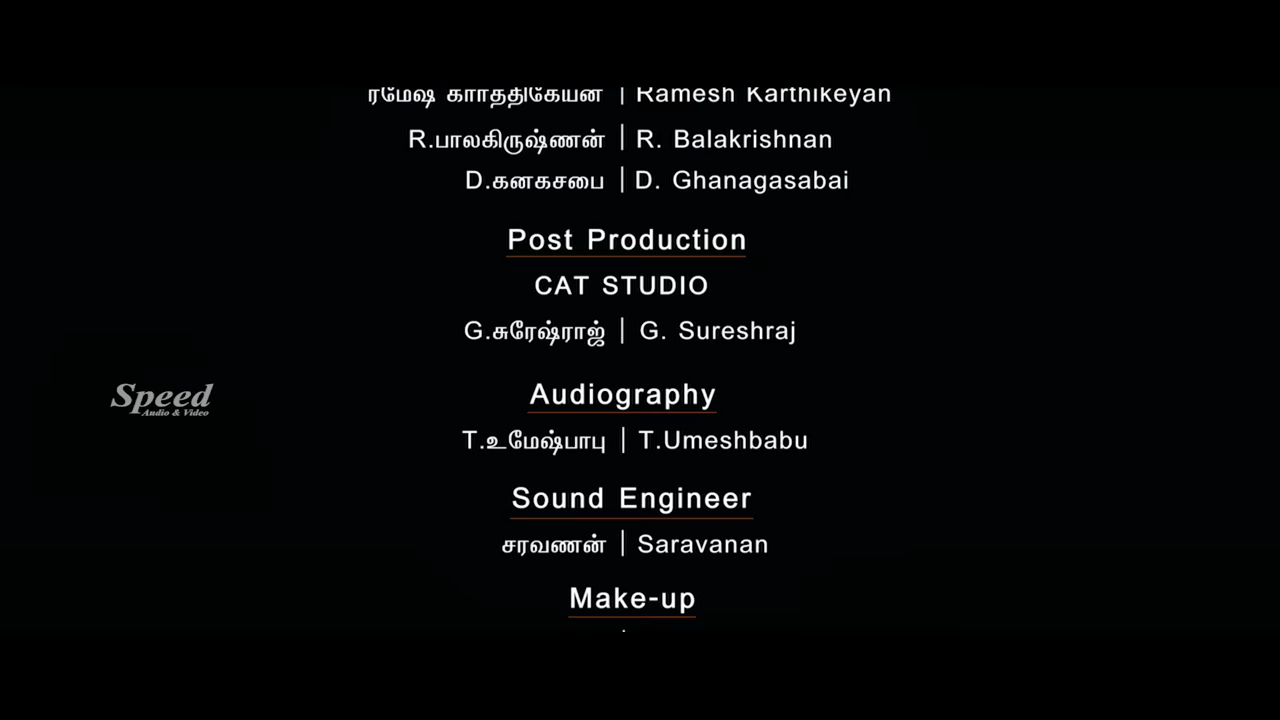 ரமேஷ் கார்த்திகேயன் | Ramesh Karthikeyan
R.பாலகிருஷ்ணன் | R. Balakrishnan
D.கனகசபை | D. Ghanagasabai
Post Production
CAT STUDIO
G.சுரேஷ்ராஜ் | G. Sureshraj
Speed
Audio & Video
Audiography
T.உமேஷ்பாபு | T.Umeshbabu
Sound Engineer
சரவணன் | Saravanan
Make-up